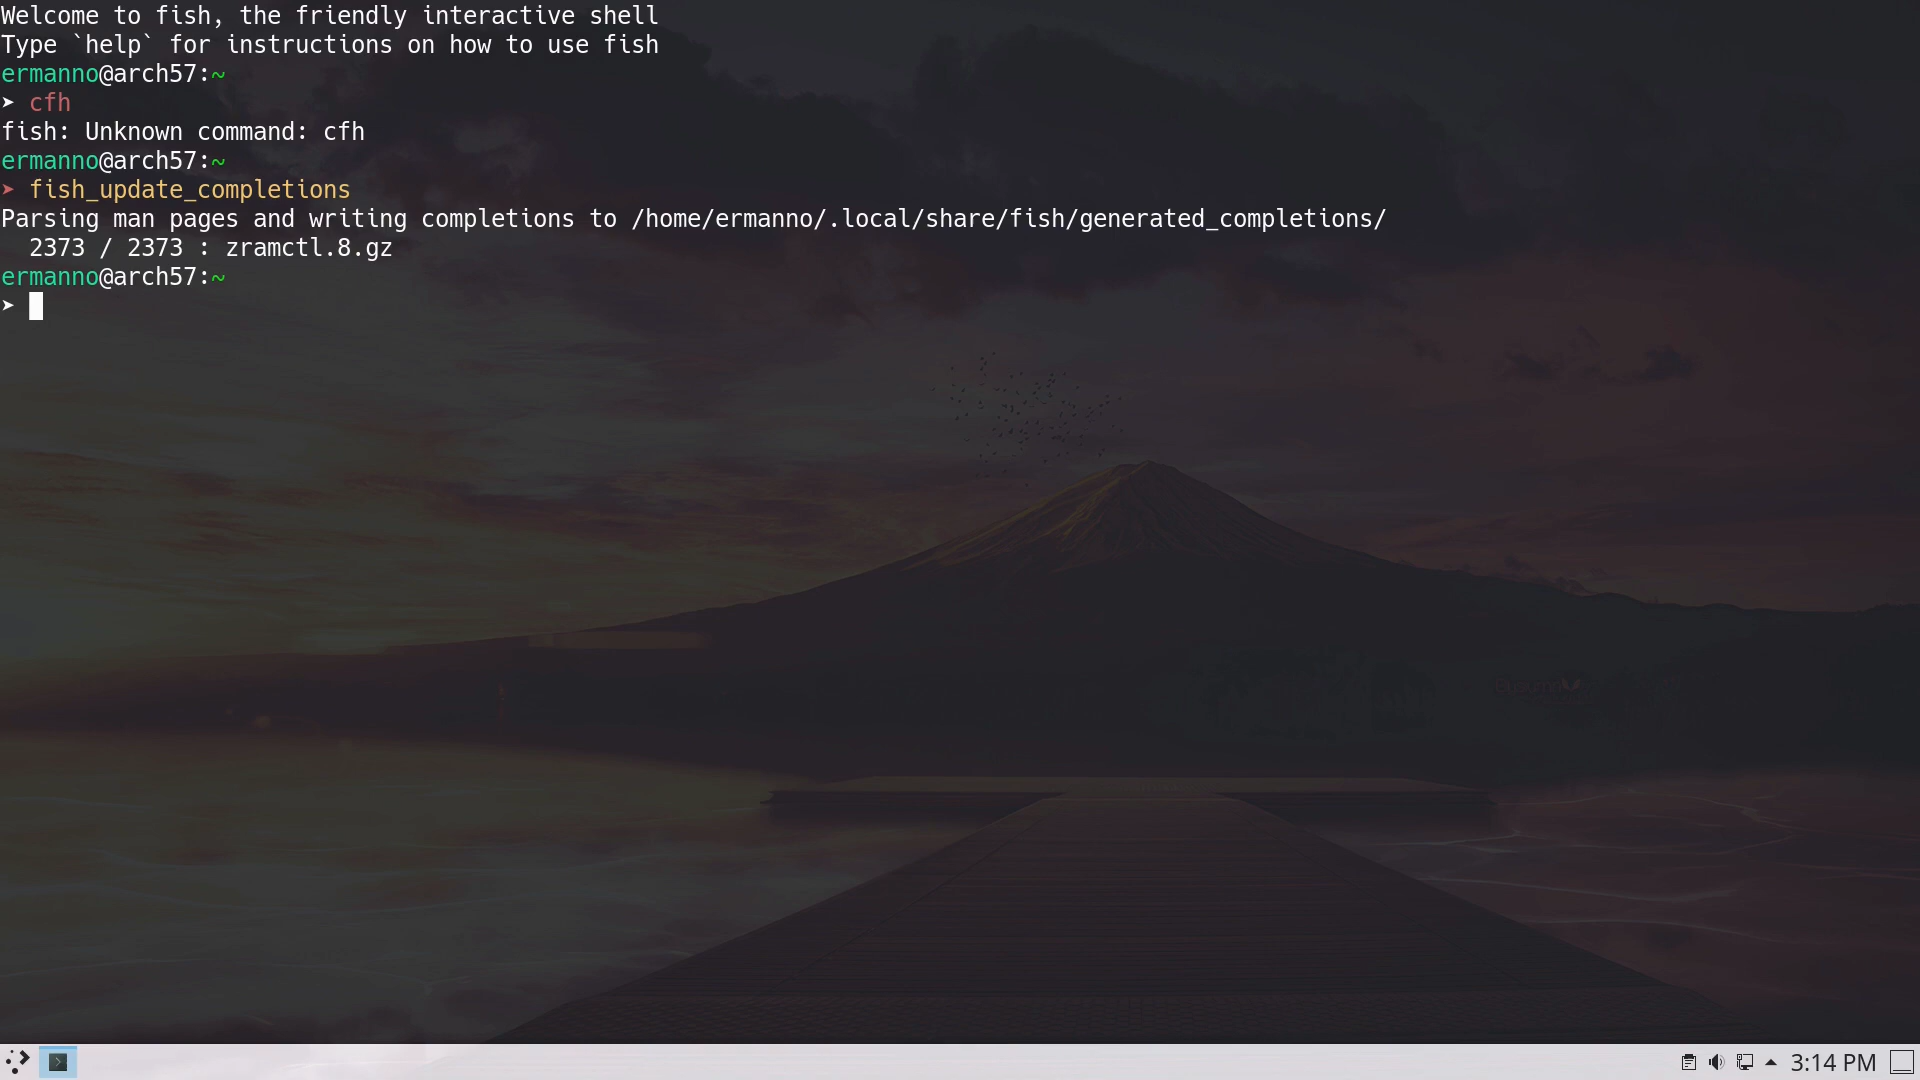 Welcome to fish, the friendly interactive shell
Type `help` for instructions on how to use fish
ermanno@arch57:~
➤ cfh
fish: Unknown command: cfh
ermanno@arch57:~
➤ fish_update_completions
Parsing man pages and writing completions to /home/ermanno/.local/share/fish/generated_completions/
  2373 / 2373 : zramctl.8.gz
ermanno@arch57:~
➤
3:14 PM